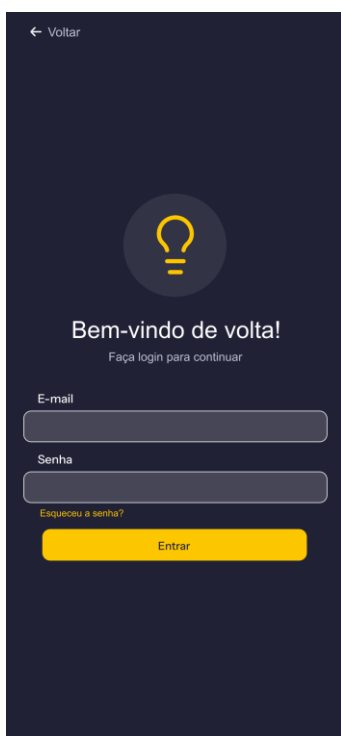 ← Voltar
Bem-vindo de volta!
Faça login para continuar
E-mail
Senha
Esqueceu a senha?
Entrar